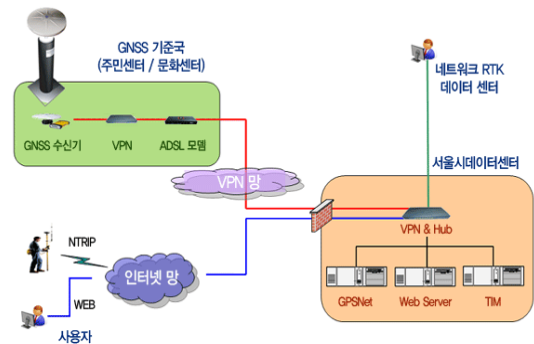 GNSS 기준국
(주민센터 / 문화센터)
네트워크 RTK
데이터 센터
GNSS 수신기
VPN
ADSL 모뎀
VPN 망
서울시데이터센터
VPN & Hub
NTRIP
인터넷 망
WEB
사용자
GPSNet
Web Server
TIM